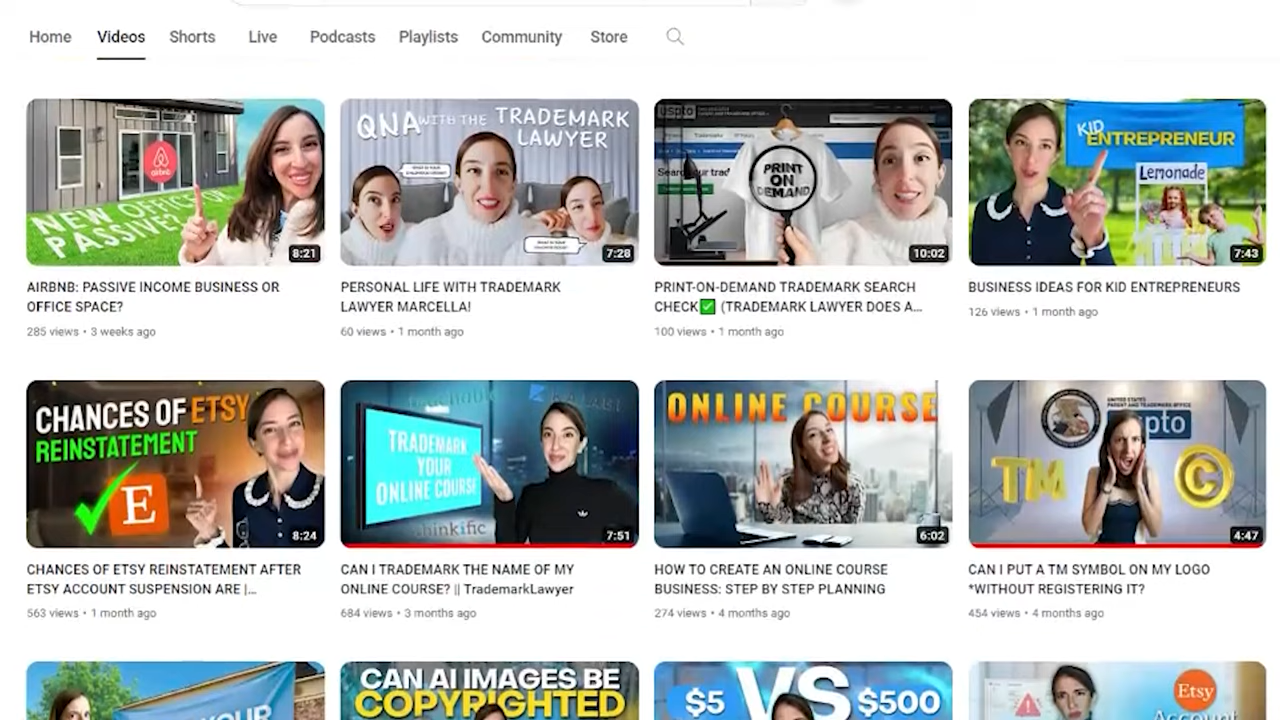 Home Videos Shorts Live Podcasts Playlists Community Store
airbnb
NEW OFFICE
PASSIVE?
8:21
QNA WITH THE TRADEMARK
LAWYER
7:28
uspto
PRINT
ON
DEMAND
10:02
KID
ENTREPRENEUR
Lemonade
7:43
AIRBNB: PASSIVE INCOME BUSINESS OR
OFFICE SPACE?
285 views • 3 weeks ago
PERSONAL LIFE WITH TRADEMARK
LAWYER MARCELLA!
60 views • 1 month ago
PRINT-ON-DEMAND TRADEMARK SEARCH
CHECK✅ (TRADEMARK LAWYER DOES A...
100 views • 1 month ago
BUSINESS IDEAS FOR KID ENTREPRENEURS
126 views • 1 month ago
CHANCES OF ETSY
REINSTATEMENT
E
8:24
TRADEMARK
YOUR
ONLINE COURSE
thinkific
7:51
ONLINE COURSE
6:02
UNITED STATES
PATENT AND TRADEMARK OFFICE
TM
©
4:47
CHANCES OF ETSY REINSTATEMENT AFTER
ETSY ACCOUNT SUSPENSION ARE |...
563 views • 1 month ago
CAN I TRADEMARK THE NAME OF MY
ONLINE COURSE? || TrademarkLawyer
684 views • 3 months ago
HOW TO CREATE AN ONLINE COURSE
BUSINESS: STEP BY STEP PLANNING
274 views • 4 months ago
CAN I PUT A TM SYMBOL ON MY LOGO
*WITHOUT REGISTERING IT?
454 views • 4 months ago
CAN AI IMAGES BE
COPYRIGHTED
$5 VS $500
Etsy
Account